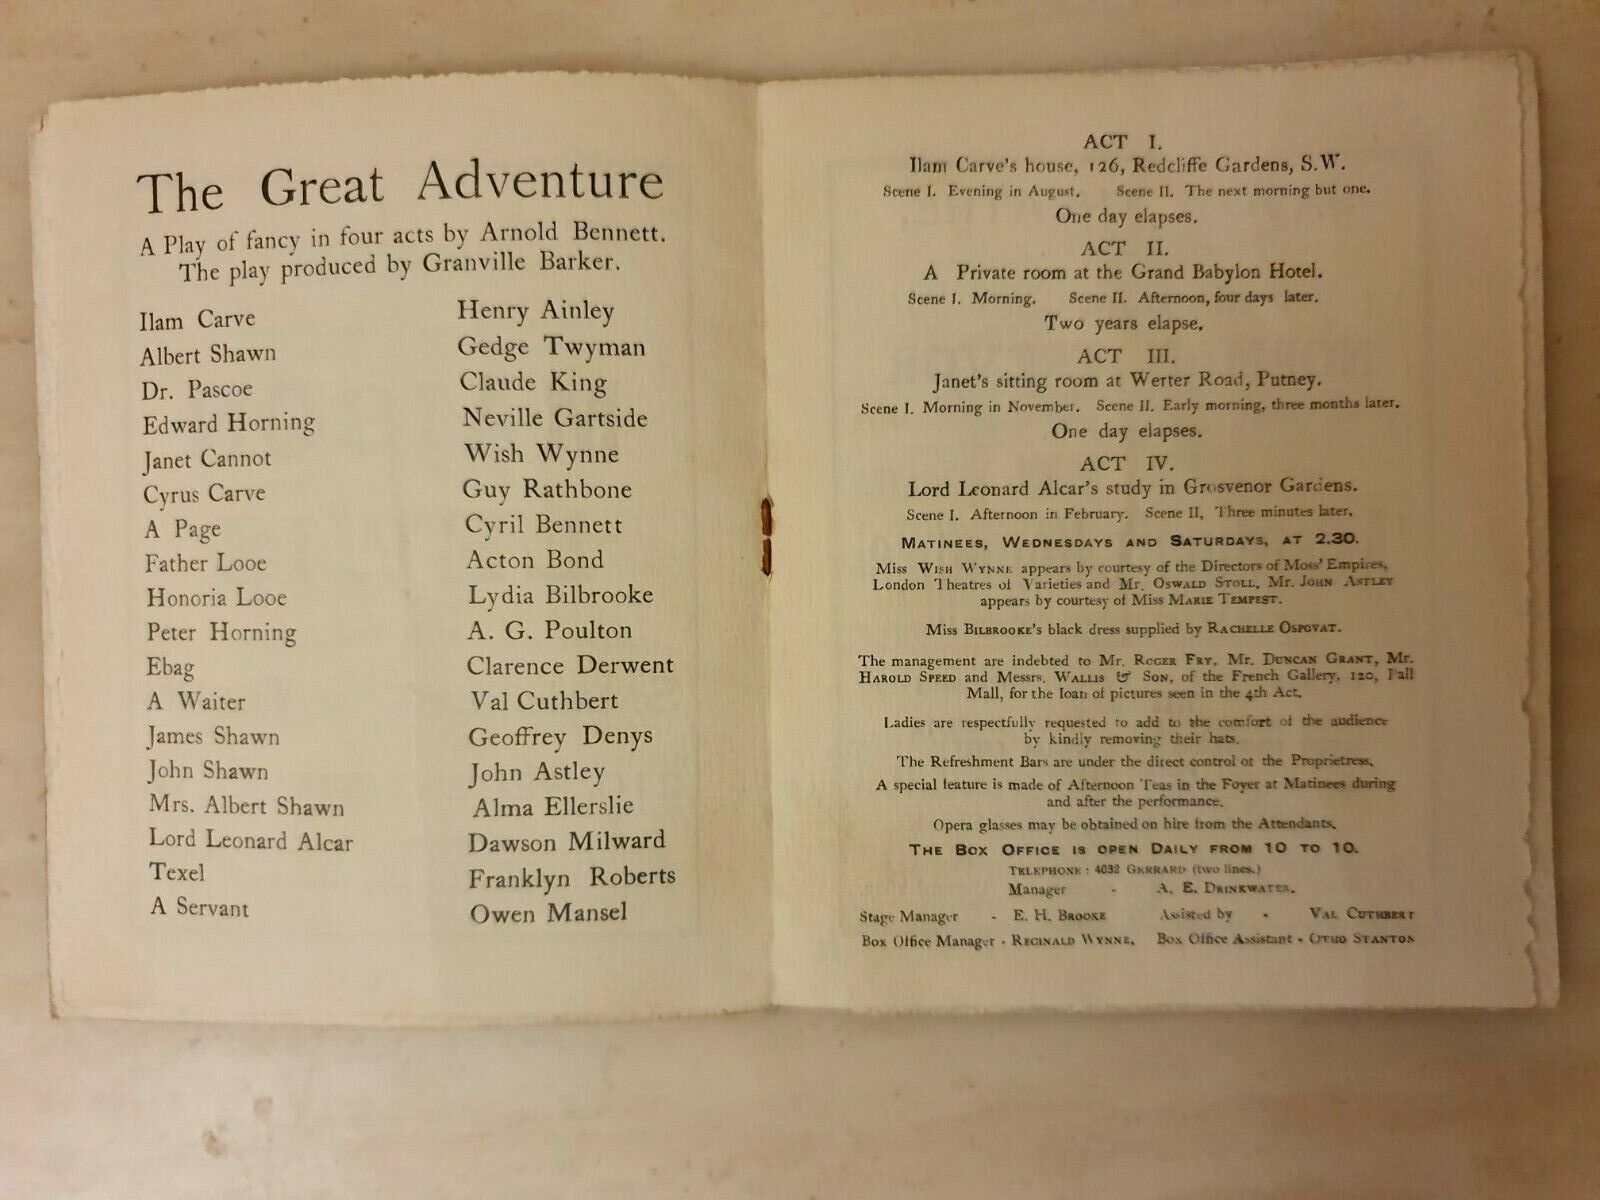 The Great Adventure
A Play of fancy in four acts by Arnold Bennett.
The play produced by Granville Barker.
Ilam Carve Henry Ainley
Albert Shawn Gedge Twyman
Dr. Pascoe Claude King
Edward Horning Neville Gartside
Janet Cannot Wish Wynne
Cyrus Carve Guy Rathbone
A Page Cyril Bennett
Father Looe Acton Bond
Honoria Looe Lydia Bilbrooke
Peter Horning A. G. Poulton
Ebag Clarence Derwent
A Waiter Val Cuthbert
James Shawn Geoffrey Denys
John Shawn John Astley
Mrs. Albert Shawn Alma Ellerslie
Lord Leonard Alcar Dawson Milward
Texel Franklyn Roberts
A Servant Owen Mansel
ACT I.
Ilam Carve's house, 126, Redcliffe Gardens, S.W.
Scene I. Evening in August. Scene II. The next morning but one.
One day elapses.
ACT II.
A Private room at the Grand Babylon Hotel.
Scene I. Morning. Scene II. Afternoon, four days later.
Two years elapse.
ACT III.
Janet's sitting room at Werter Road, Putney.
Scene I. Morning in November. Scene II. Early morning, three months later.
One day elapses.
ACT IV.
Lord Leonard Alcar's study in Grosvenor Gardens.
Scene I. Afternoon in February. Scene II, Three minutes later.
MATINEES, WEDNESDAYS AND SATURDAYS, AT 2.30.
Miss WISH WYNNE appears by courtesy of the Directors of Moss' Empires,
London Theatres of Varieties and Mr. OSWALD STOLL. Mr. JOHN ASTLEY
appears by courtesy of Miss MARIE TEMPEST.
Miss BILBROOKE's black dress supplied by RACHELLE OSPOVAT.
The management are indebted to Mr. ROGER FRY, Mr. DUNCAN GRANT, Mr.
HAROLD SPEED and Messrs. WALLIS & SON, of the French Gallery, 120, Pall
Mall, for the loan of pictures seen in the 4th Act.
Ladies are respectfully requested to add to the comfort of the audience
by kindly removing their hats.
The Refreshment Bars are under the direct control of the Proprietress.
A special feature is made of Afternoon Teas in the Foyer at Matinees during
and after the performance.
Opera glasses may be obtained on hire from the Attendants.
THE BOX OFFICE IS OPEN DAILY FROM 10 TO 10.
TELEPHONE : 4032 GERRARD (two lines.)
Manager - A. E. DRINKWATER.
Stage Manager - E. H. BROOKE Assisted by - VAL CUTHBERT
Box Office Manager - REGINALD WYNNE. Box Office Assistant - OTHO STANTON